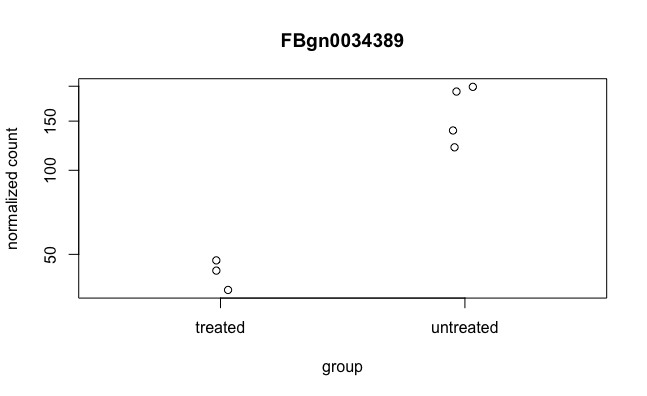 FBgn0034389
normalized count
150
100
50
treated untreated
group